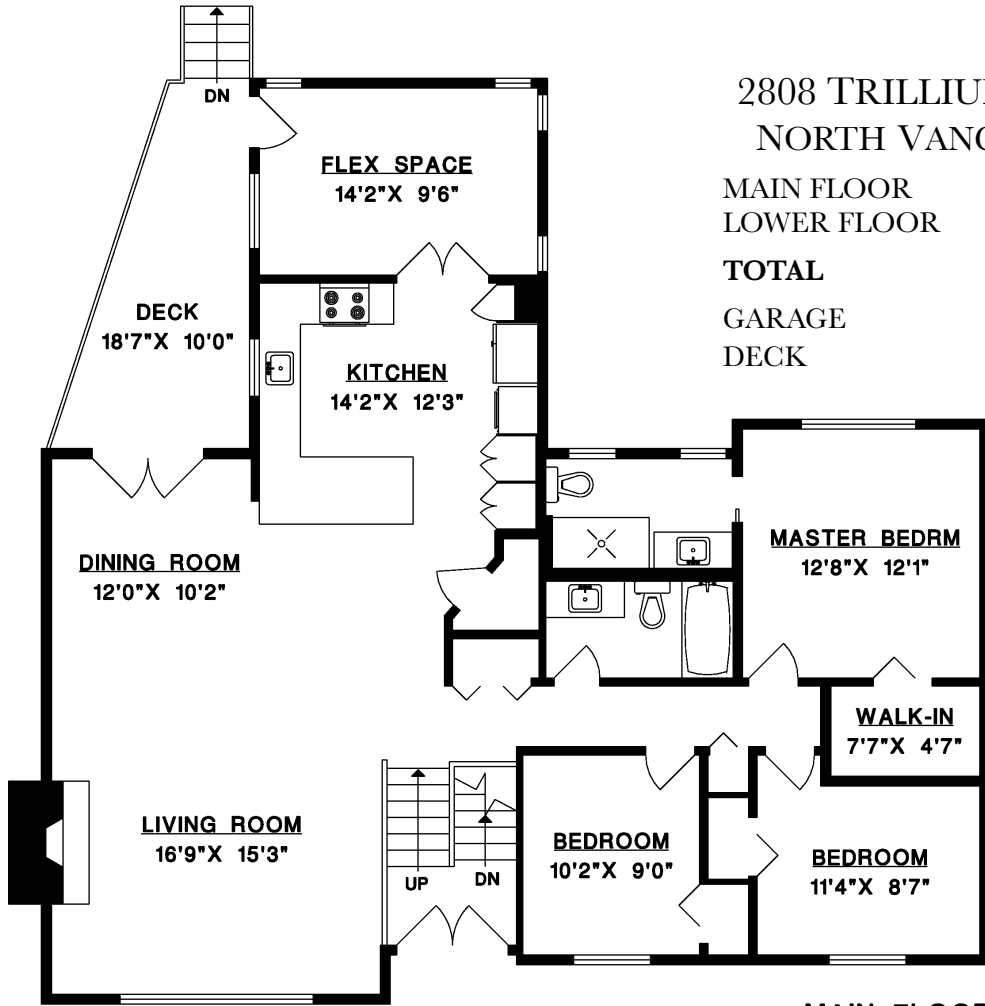 2808 TRILLIU
NORTH VANC
MAIN FLOOR
LOWER FLOOR
TOTAL
GARAGE
DECK
DN
FLEX SPACE
14'2"X 9'6"
DECK
18'7"X 10'0"
KITCHEN
14'2"X 12'3"
DINING ROOM
12'0"X 10'2"
MASTER BEDRM
12'8"X 12'1"
WALK-IN
7'7"X 4'7"
LIVING ROOM
16'9"X 15'3"
UP
DN
BEDROOM
10'2"X 9'0"
BEDROOM
11'4"X 8'7"
MAIN FLOOR